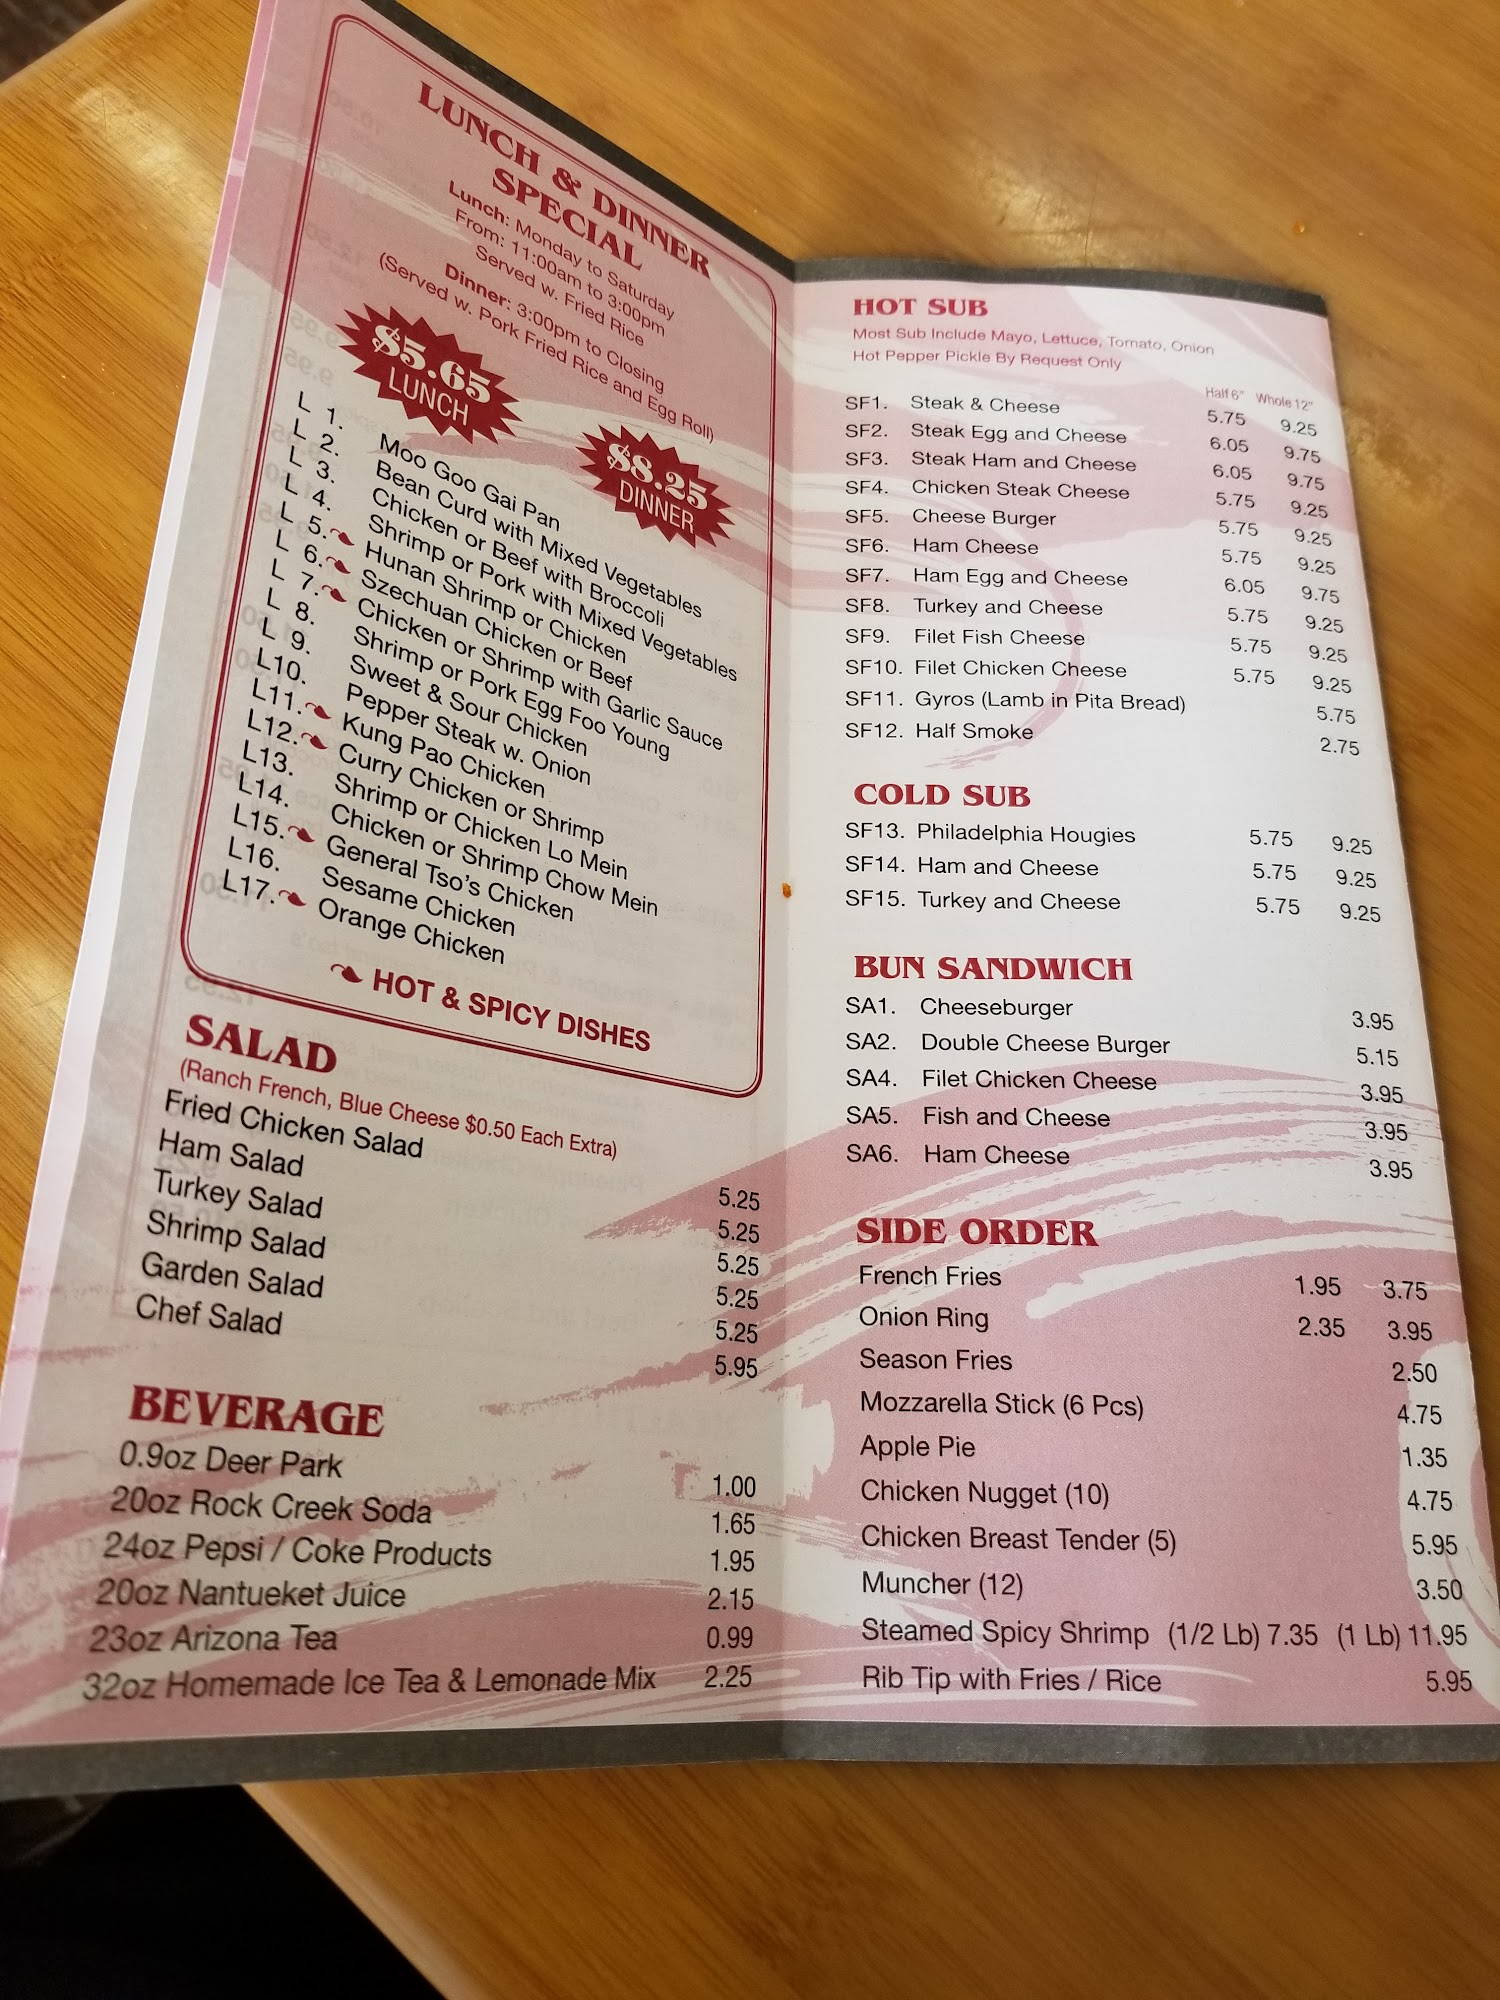 LUNCH & DINNER
SPECIAL
Lunch: Monday to Saturday
From: 11:00am to 3:00pm
Served w. Fried Rice
Dinner: 3:00pm to Closing
(Served w. Pork Fried Rice and Egg Roll)
$5.65
LUNCH
$8.25
DINNER
L 1. Moo Goo Gai Pan
L 2. Bean Curd with Mixed Vegetables
L 3. Chicken or Beef with Broccoli
L 4. Shrimp or Pork with Mixed Vegetables
L 5. Hunan Shrimp or Chicken
L 6. Szechuan Chicken or Beef
L 7. Chicken or Shrimp with Garlic Sauce
L 8. Shrimp or Pork Egg Foo Young
L 9. Sweet & Sour Chicken
L10. Pepper Steak w. Onion
L11. Kung Pao Chicken
L12. Curry Chicken or Shrimp
L13. Shrimp or Chicken Lo Mein
L14. Chicken or Shrimp Chow Mein
L15. General Tso's Chicken
L16. Sesame Chicken
L17. Orange Chicken
HOT & SPICY DISHES
SALAD
(Ranch French, Blue Cheese $0.50 Each Extra)
Fried Chicken Salad 5.25
Ham Salad 5.25
Turkey Salad 5.25
Shrimp Salad 5.25
Garden Salad 5.25
Chef Salad 5.95
BEVERAGE
0.9oz Deer Park 1.00
20oz Rock Creek Soda 1.65
24oz Pepsi / Coke Products 1.95
20oz Nantueket Juice 2.15
23oz Arizona Tea 0.99
32oz Homemade Ice Tea & Lemonade Mix 2.25
HOT SUB
Most Sub Include Mayo, Lettuce, Tomato, Onion
Hot Pepper Pickle By Request Only
Half 6" Whole 12"
SF1. Steak & Cheese 5.75 9.25
SF2. Steak Egg and Cheese 6.05 9.75
SF3. Steak Ham and Cheese 6.05 9.75
SF4. Chicken Steak Cheese 5.75 9.25
SF5. Cheese Burger 5.75 9.25
SF6. Ham Cheese 5.75 9.25
SF7. Ham Egg and Cheese 6.05 9.75
SF8. Turkey and Cheese 5.75 9.25
SF9. Filet Fish Cheese 5.75 9.25
SF10. Filet Chicken Cheese 5.75 9.25
SF11. Gyros (Lamb in Pita Bread) 5.75
SF12. Half Smoke 2.75
COLD SUB
SF13. Philadelphia Hougies 5.75 9.25
SF14. Ham and Cheese 5.75 9.25
SF15. Turkey and Cheese 5.75 9.25
BUN SANDWICH
SA1. Cheeseburger 3.95
SA2. Double Cheese Burger 5.15
SA4. Filet Chicken Cheese 3.95
SA5. Fish and Cheese 3.95
SA6. Ham Cheese 3.95
SIDE ORDER
French Fries 1.95 3.75
Onion Ring 2.35 3.95
Season Fries 2.50
Mozzarella Stick (6 Pcs) 4.75
Apple Pie 1.35
Chicken Nugget (10) 4.75
Chicken Breast Tender (5) 5.95
Muncher (12) 3.50
Steamed Spicy Shrimp (1/2 Lb) 7.35 (1 Lb) 11.95
Rib Tip with Fries / Rice 5.95